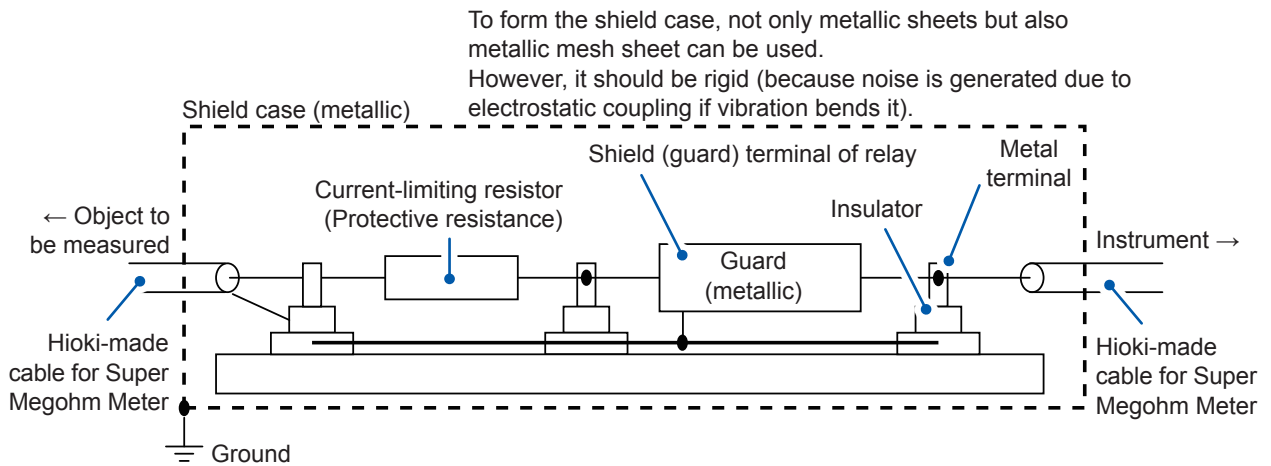 To form the shield case, not only metallic sheets but also
metallic mesh sheet can be used.
However, it should be rigid (because noise is generated due to
electrostatic coupling if vibration bends it).
Shield case (metallic)
Shield (guard) terminal of relay
Metal
terminal
Current-limiting resistor
(Protective resistance)
Insulator
← Object to
be measured
Instrument →
Guard
(metallic)
Hioki-made
cable for Super
Megohm Meter
Hioki-made
cable for Super
Megohm Meter
Ground